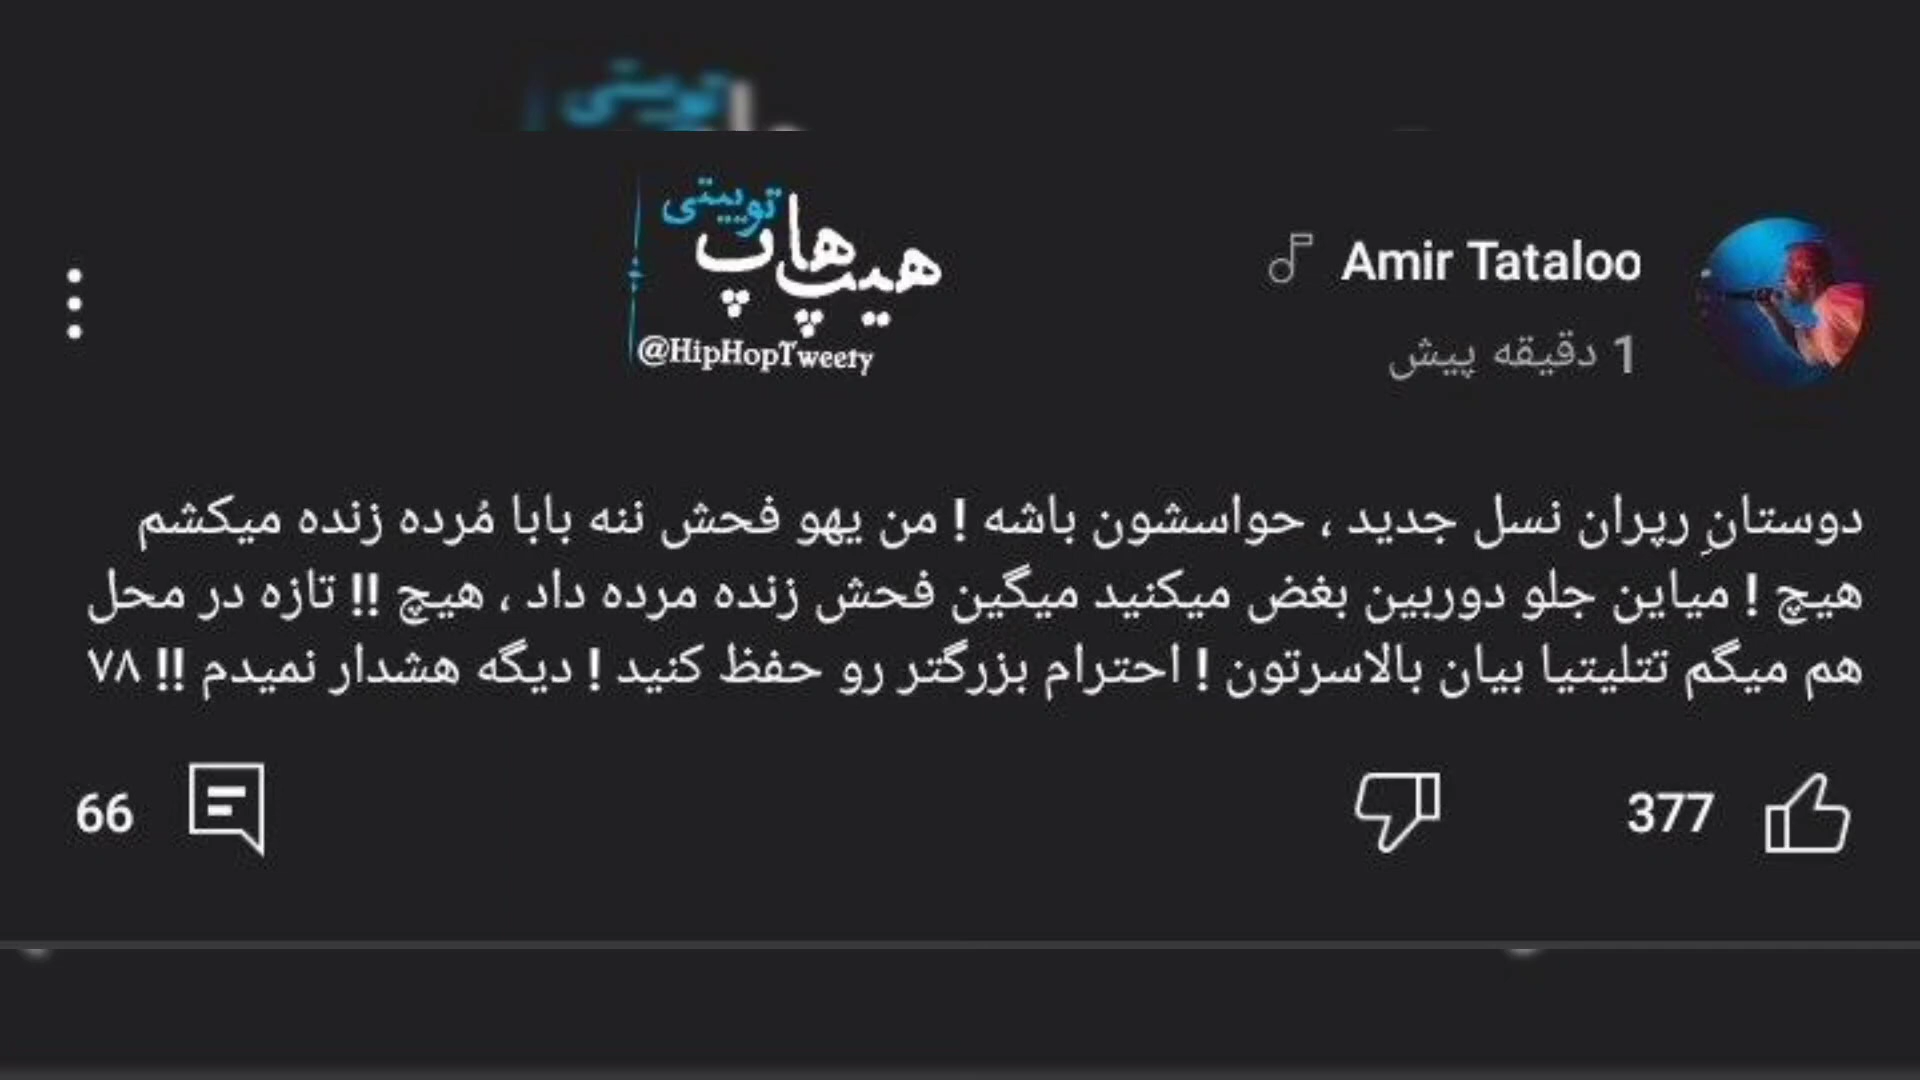 توییتی
هیپ‌هاپ
@HipHopTweety
Amir Tataloo
1 دقیقه پیش
دوستانِ رپران نسل جدید ، حواسشون باشه ! من یهو فحش ننه بابا مُرده زنده میکشم
هیچ ! میاین جلو دوربین بغض میکنید میگین فحش زنده مرده داد ، هیچ !! تازه در محل
هم میگم تتلیتیا بیان بالاسرتون ! احترام بزرگتر رو حفظ کنید ! دیگه هشدار نمیدم !! ۷۸
377
66